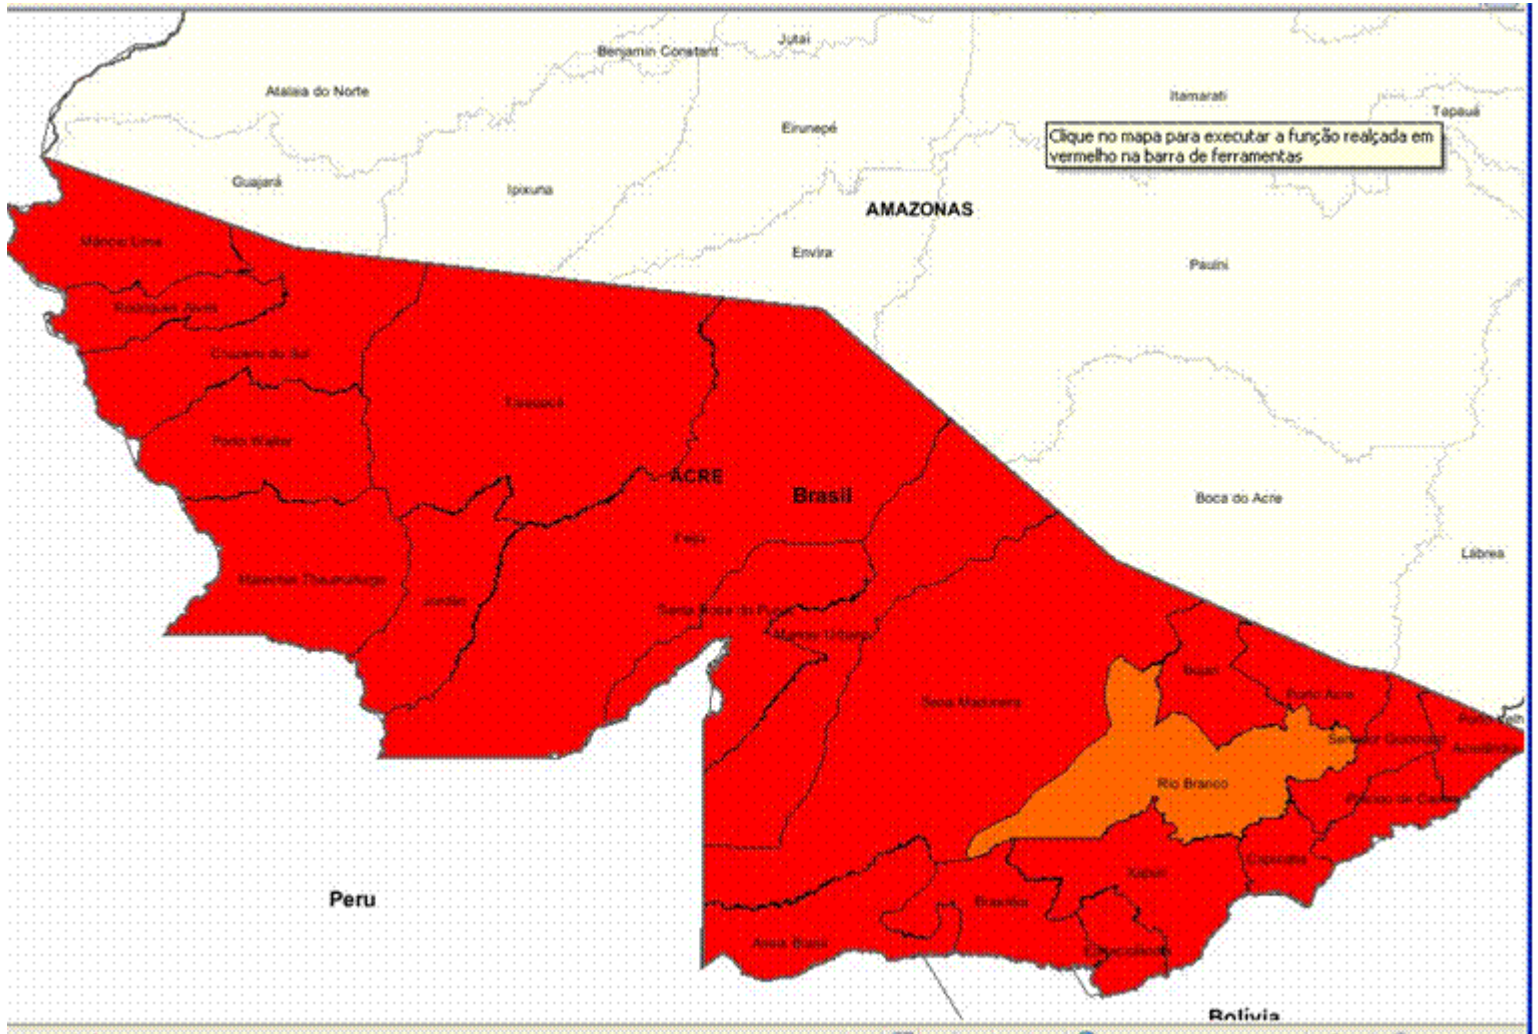 Jutai
Benjamin Constant
Atalaia do Norte
Itamarati
Tapauá
Eirunepé
Clique no mapa para executar a função realçada em
vermelho na barra de ferramentas
Guajará
Ipixuna
AMAZONAS
Mâncio Lima
Envira
Pauini
Rodrigues Alves
Cruzeiro do Sul
Tarauacá
Porto Walter
ACRE
Brasil
Boca do Acre
Feijó
Lábrea
Marechal Thaumaturgo
Jordão
Santa Rosa do Purus
Manoel Urbano
Bujari
Sena Madureira
Porto Acre
Senador Guiomard
Acrelândia
Rio Branco
Plácido de Castro
Capixaba
Xapuri
Peru
Brasiléia
Assis Brasil
Epitaciolândia
Bolívia